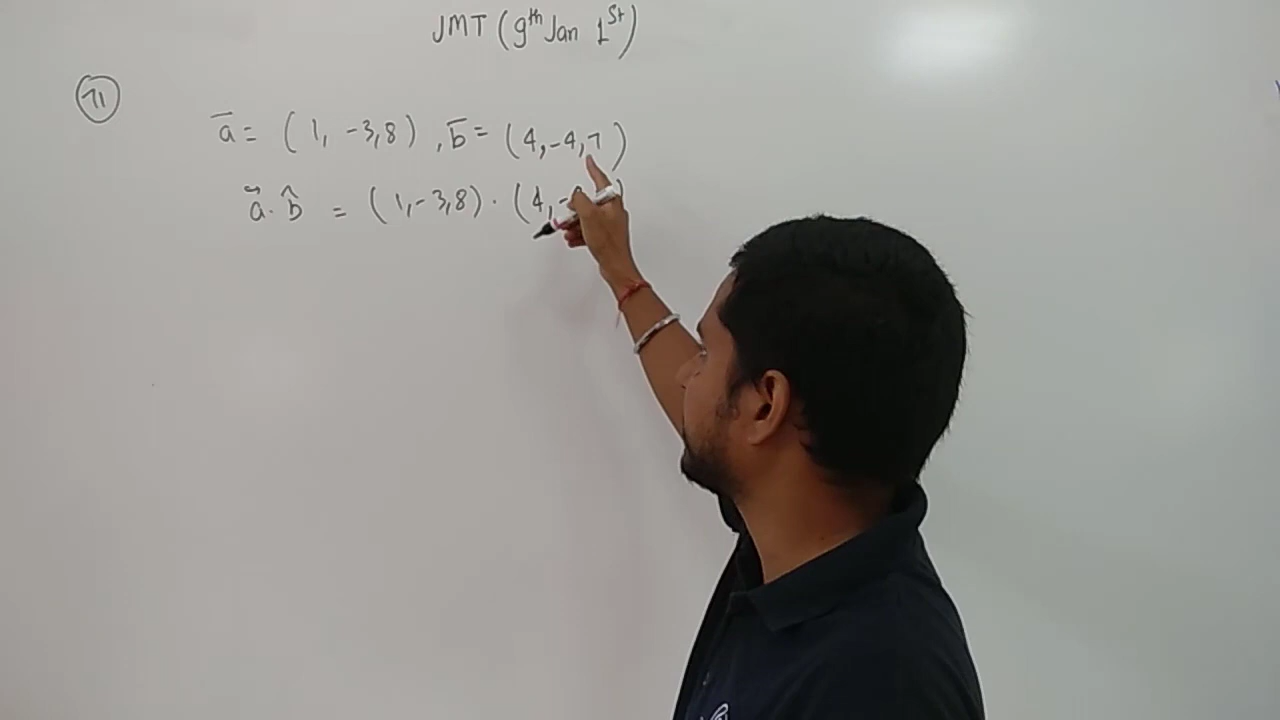 JMT (9th Jan 1st)
71
a̅ = (1, -3,8) , b̅ = (4,-4,7)
a⃗ . b̂ = (1,-3,8) . (4,-